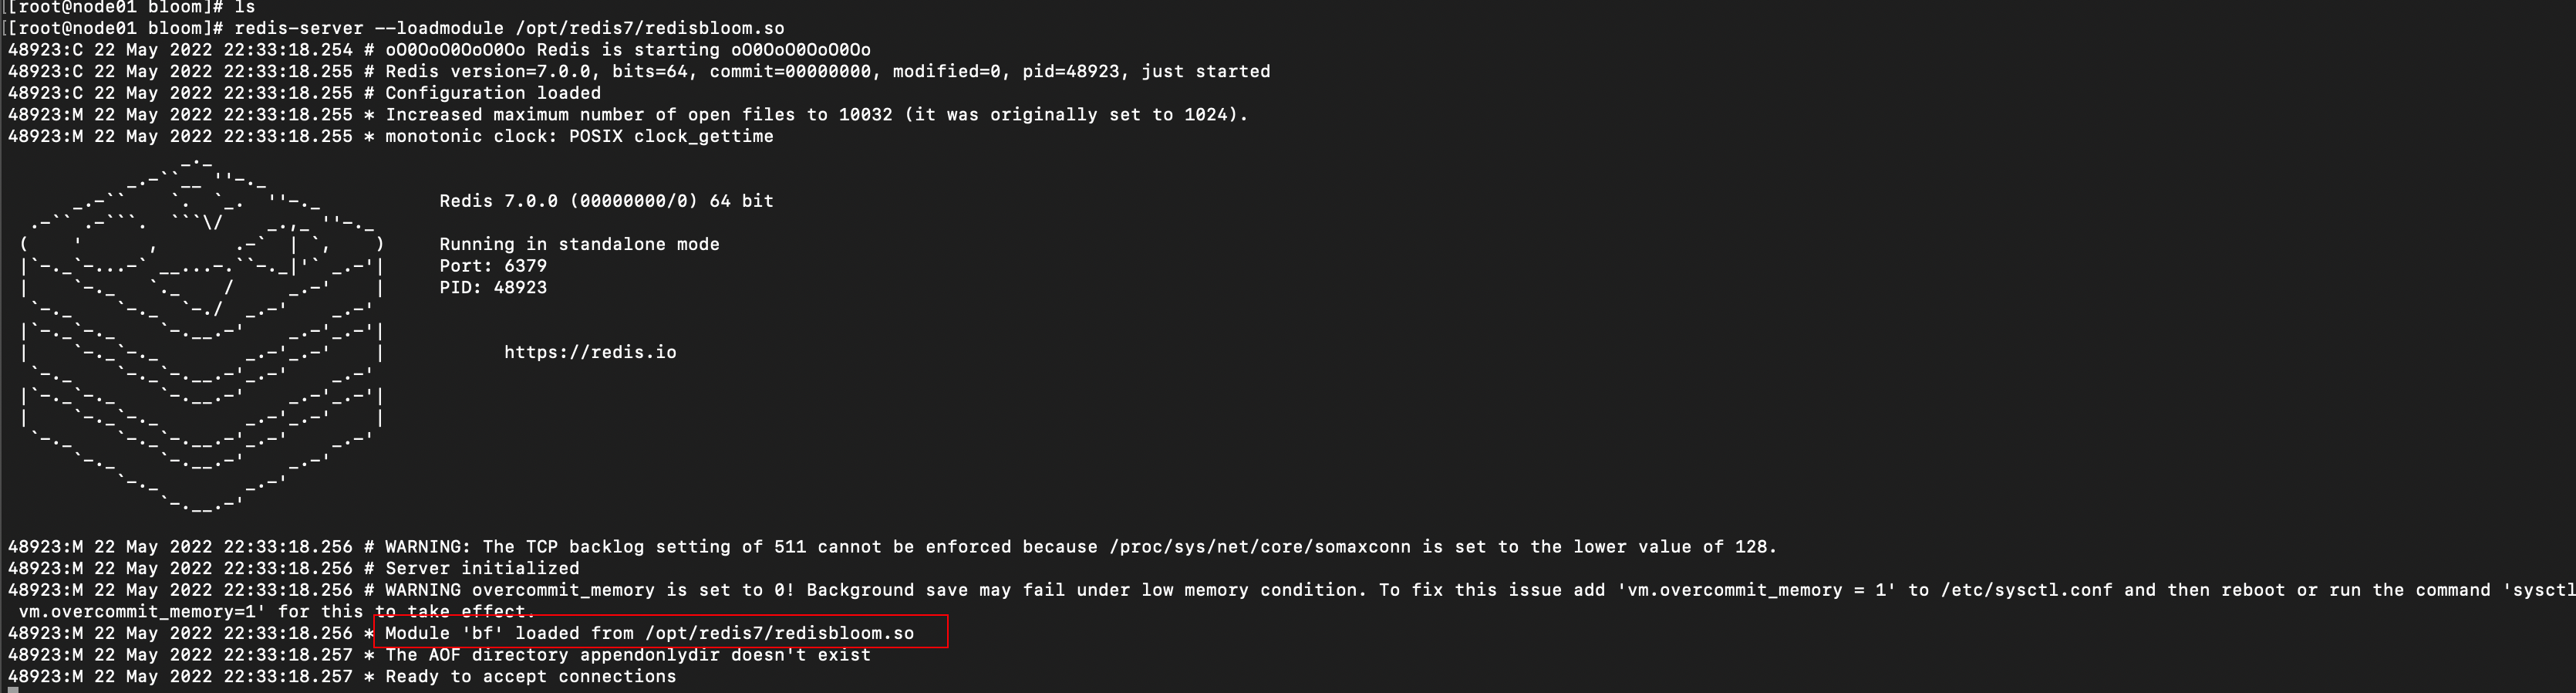 [[root@node01 bloom]# ls
[[root@node01 bloom]# redis-server --loadmodule /opt/redis7/redisbloom.so
48923:C 22 May 2022 22:33:18.254 # oO0OoO0OoO0Oo Redis is starting oO0OoO0OoO0Oo
48923:C 22 May 2022 22:33:18.255 # Redis version=7.0.0, bits=64, commit=00000000, modified=0, pid=48923, just started
48923:C 22 May 2022 22:33:18.255 # Configuration loaded
48923:M 22 May 2022 22:33:18.255 * Increased maximum number of open files to 10032 (it was originally set to 1024).
48923:M 22 May 2022 22:33:18.255 * monotonic clock: POSIX clock_gettime
Redis 7.0.0 (00000000/0) 64 bit
Running in standalone mode
Port: 6379
PID: 48923
https://redis.io
48923:M 22 May 2022 22:33:18.256 # WARNING: The TCP backlog setting of 511 cannot be enforced because /proc/sys/net/core/somaxconn is set to the lower value of 128.
48923:M 22 May 2022 22:33:18.256 # Server initialized
48923:M 22 May 2022 22:33:18.256 # WARNING overcommit_memory is set to 0! Background save may fail under low memory condition. To fix this issue add 'vm.overcommit_memory = 1' to /etc/sysctl.conf and then reboot or run the command 'sysctl
vm.overcommit_memory=1' for this to take effect.
48923:M 22 May 2022 22:33:18.256 * Module 'bf' loaded from /opt/redis7/redisbloom.so
48923:M 22 May 2022 22:33:18.257 * The AOF directory appendonlydir doesn't exist
48923:M 22 May 2022 22:33:18.257 * Ready to accept connections